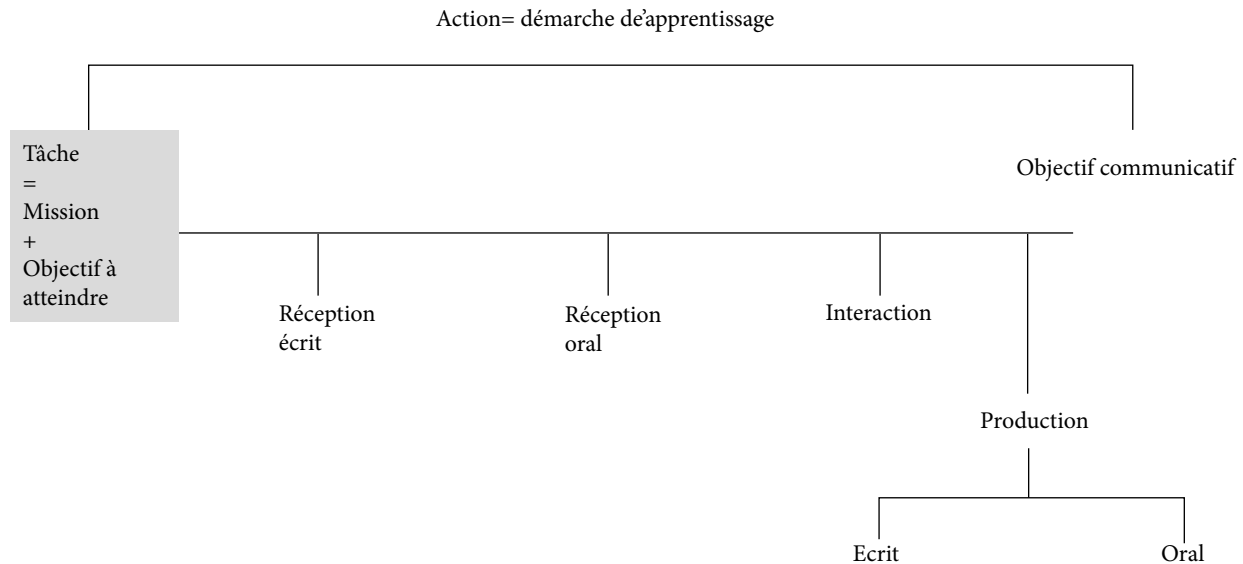 Action= démarche de'apprentissage
Tâche
=
Mission
+
Objectif à
atteindre
Objectif communicatif
Réception
écrit
Réception
oral
Interaction
Production
Ecrit
Oral